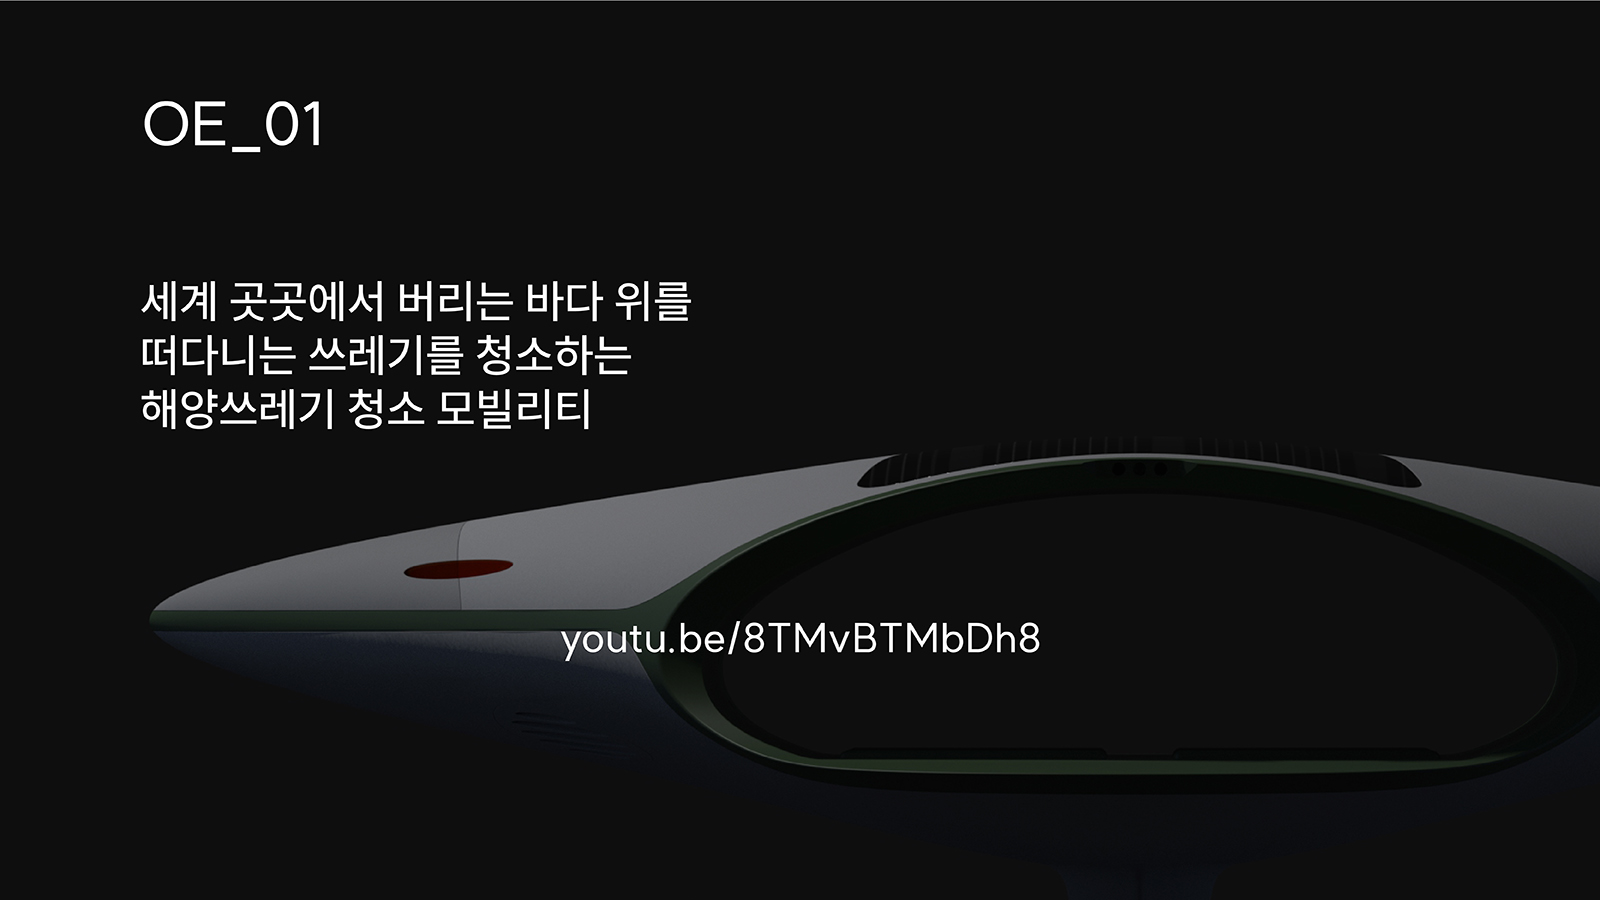 OE_01
세계 곳곳에서 버리는 바다 위를
떠다니는 쓰레기를 청소하는
해양쓰레기 청소 모빌리티
youtu.be/8TMvBTMbDh8